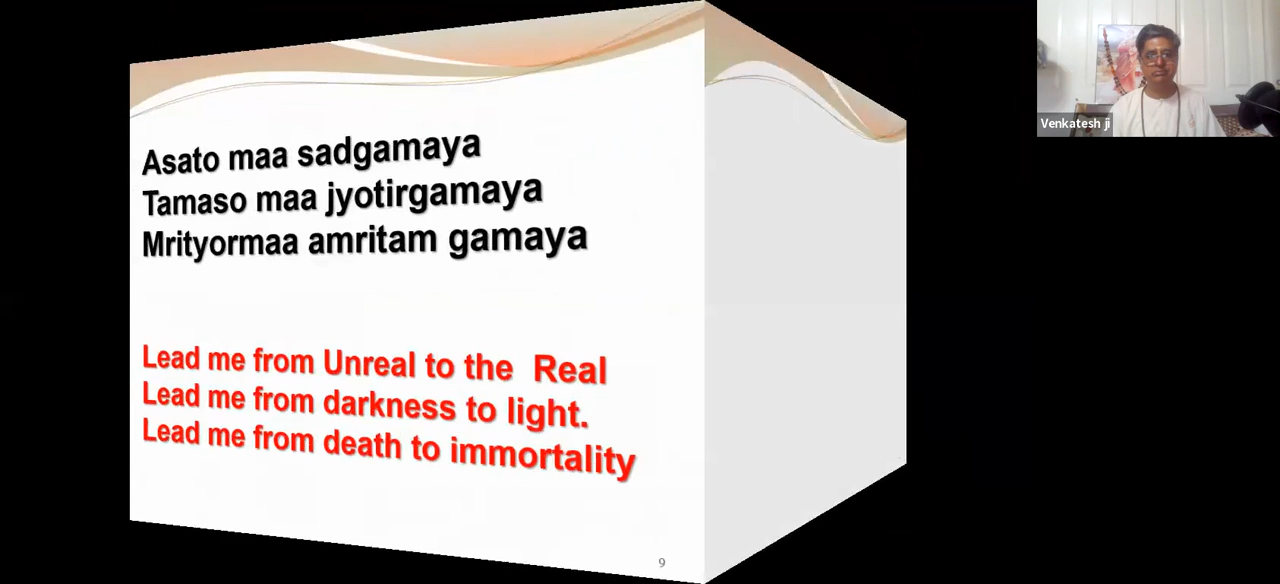 Asato maa sadgamaya
Tamaso maa jyotirgamaya
Mrityormaa amritam gamaya
Lead me from Unreal to the Real
Lead me from darkness to light.
Lead me from death to immortality
9
Venkatesh ji